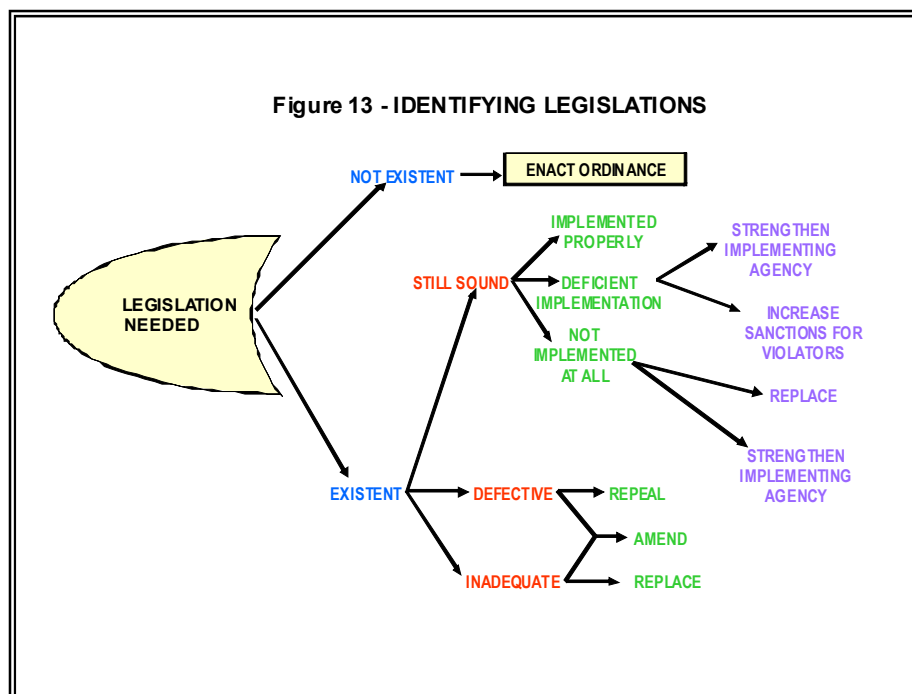 Figure 13 - IDENTIFYING LEGISLATIONS
NOT EXISTENT
ENACT ORDINANCE
LEGISLATION
NEEDED
STILL SOUND
IMPLEMENTED
PROPERLY
DEFICIENT
IMPLEMENTATION
NOT
IMPLEMENTED
AT ALL
STRENGTHEN
IMPLEMENTING
AGENCY
INCREASE
SANCTIONS FOR
VIOLATORS
REPLACE
STRENGTHEN
IMPLEMENTING
AGENCY
EXISTENT
DEFECTIVE
REPEAL
AMEND
INADEQUATE
REPLACE